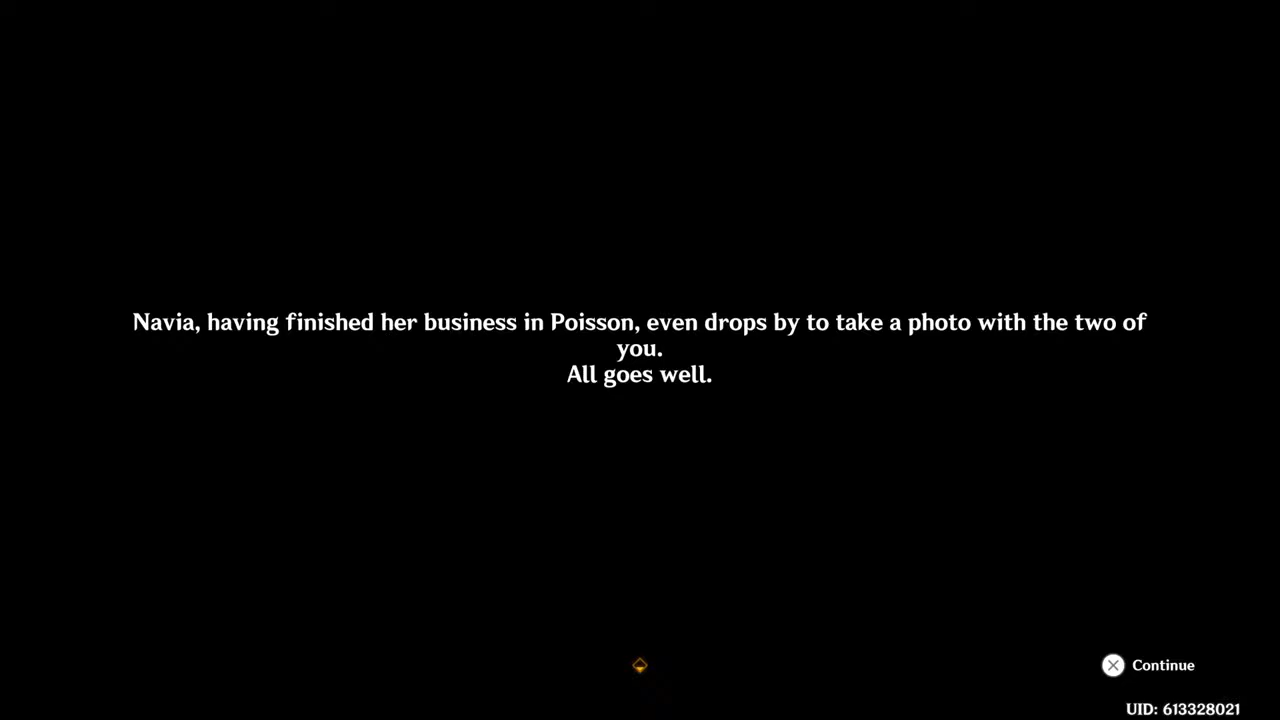 Navia, having finished her business in Poisson, even drops by to take a photo with the two of
you.
All goes well.
Continue
UID: 613328021